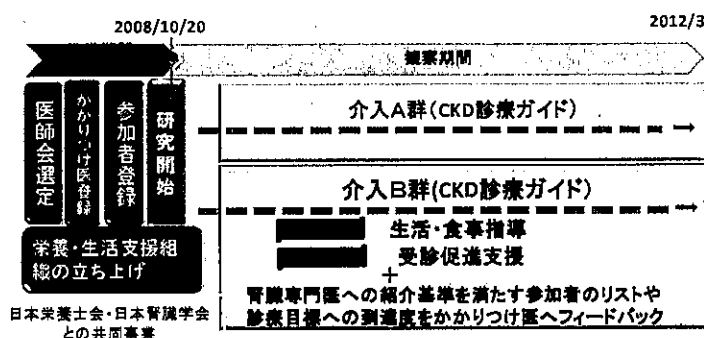 2008/10/20
2012/3
観察期間
医師会選定
かかりつけ医登録
参加者登録
研究開始
介入A群(CKD診療ガイド)
介入B群(CKD診療ガイド)
生活・食事指導
受診促進支援
+
腎臓専門医への紹介基準を満たす参加者のリストや
診療目標への到達度をかかりつけ医へフィードバック
栄養・生活支援組
織の立ち上げ
日本栄養士会・日本腎臓学会
との共同事業